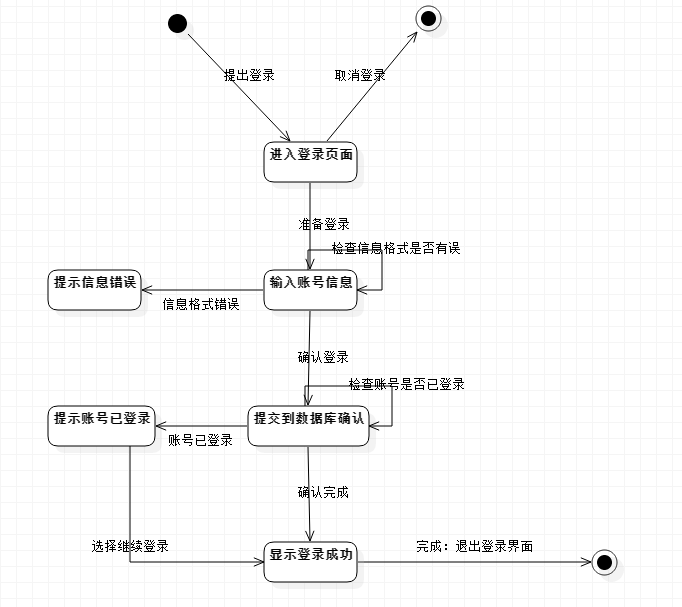 提出登录
取消登录
进入登录页面
准备登录
检查信息格式是否有误
提示信息错误
输入账号信息
信息格式错误
确认登录
检查账号是否已登录
提示账号已登录
提交到数据库确认
账号已登录
确认完成
选择继续登录
显示登录成功
完成：退出登录界面